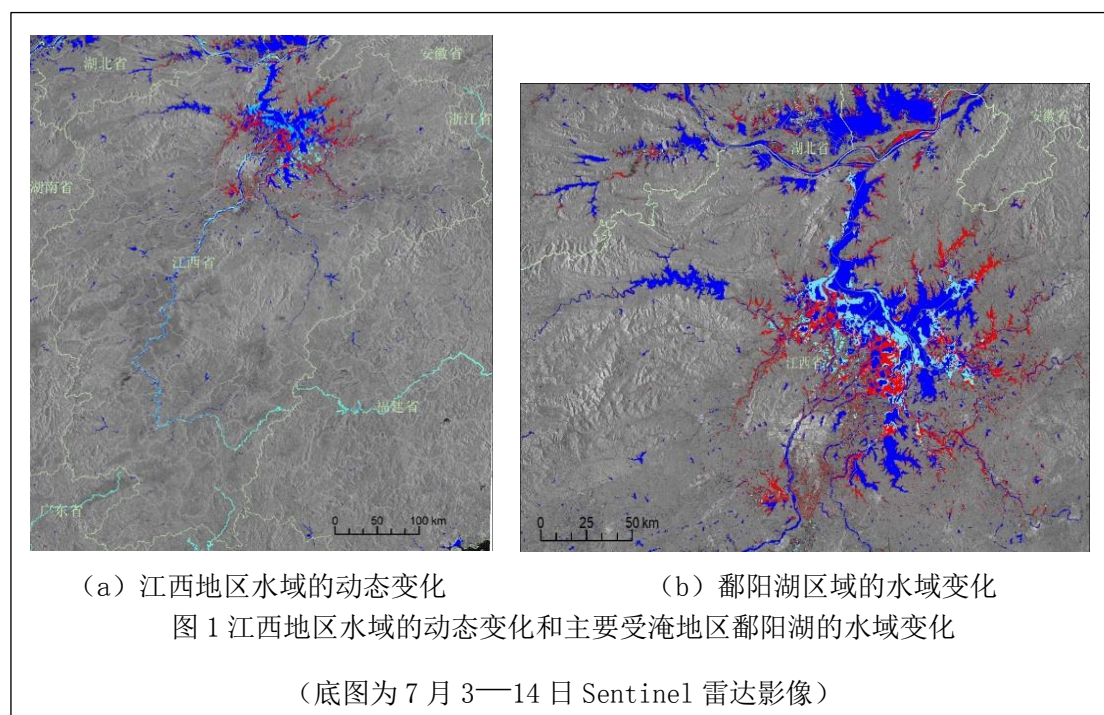 湖北省
安徽省
浙江省
湖南省
江西省
福建省
广东省
0 50 100 km
湖北省
安徽省
江西省
0 25 50 km
(a)江西地区水域的动态变化
(b)鄱阳湖区域的水域变化
图 1 江西地区水域的动态变化和主要受淹地区鄱阳湖的水域变化
(底图为 7 月 3——14 日 Sentinel 雷达影像)